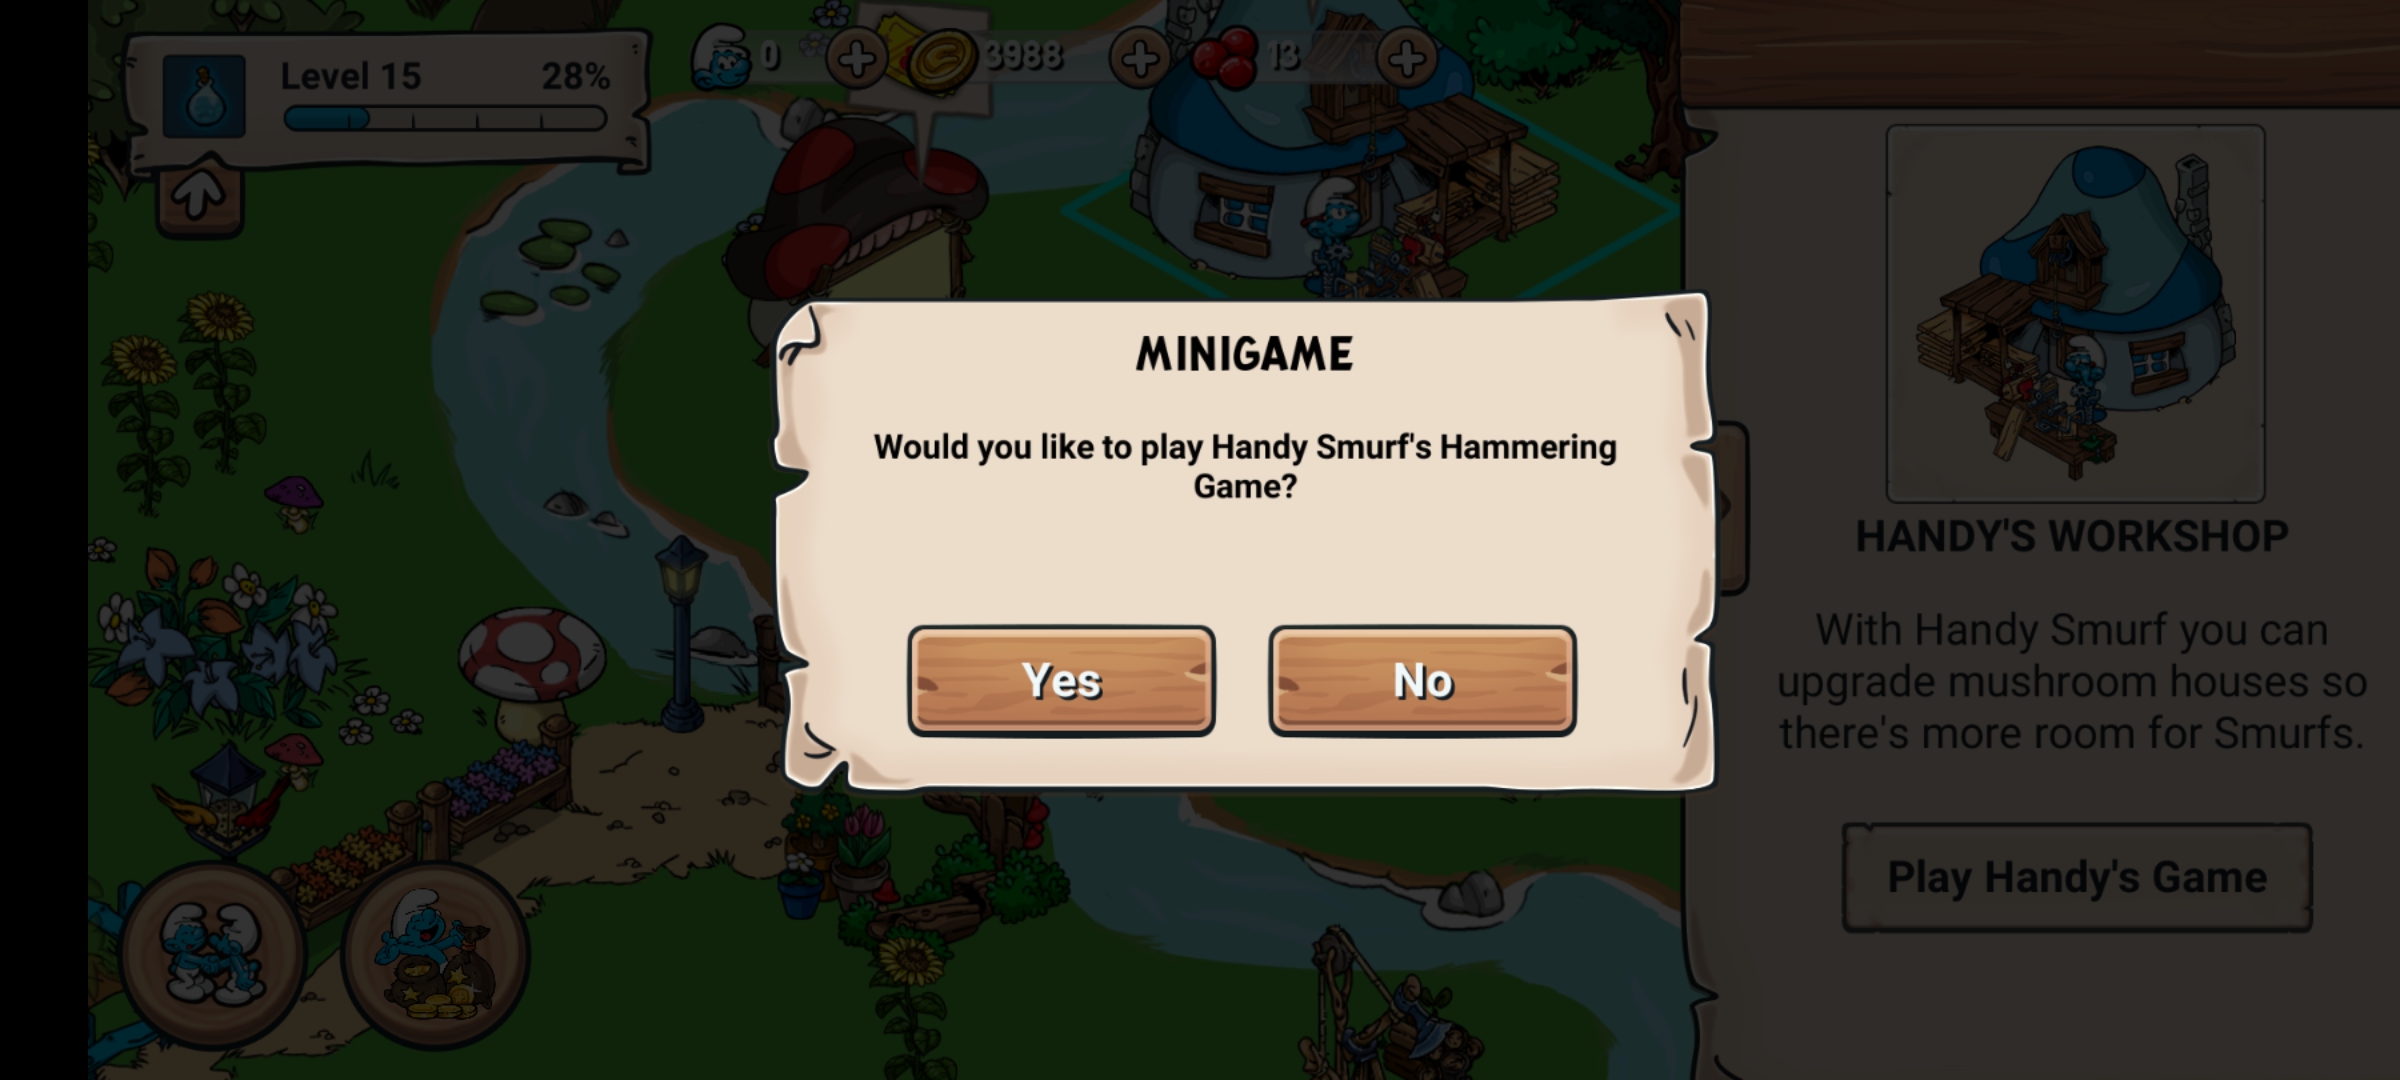 Level 15
28%
0
3988
13
MINIGAME
Would you like to play Handy Smurf's Hammering
Game?
Yes
No
HANDY'S WORKSHOP
With Handy Smurf you can
upgrade mushroom houses so
there's more room for Smurfs.
Play Handy's Game